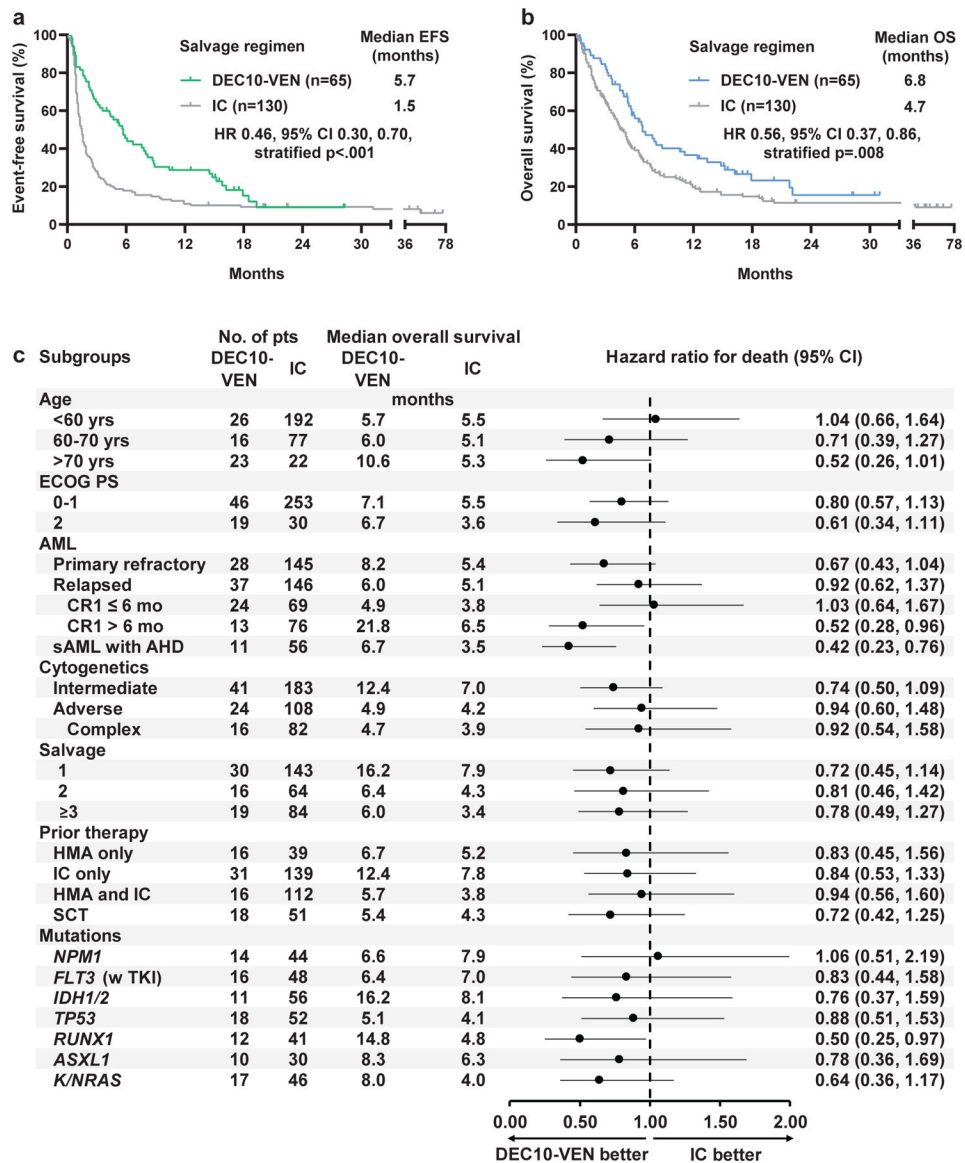 a
Event-free survival (%)
100
80
60
40
20
0
0 6 12 18 24 30 36 78
Months
Salvage regimen
Median EFS
(months)
DEC10-VEN (n=65) 5.7
IC (n=130) 1.5
HR 0.46, 95% CI 0.30, 0.70,
stratified p<.001
b
Overall survival (%)
100
80
60
40
20
0
0 6 12 18 24 30 36 78
Months
Salvage regimen
Median OS
(months)
DEC10-VEN (n=65) 6.8
IC (n=130) 4.7
HR 0.56, 95% CI 0.37, 0.86,
stratified p=.008
c
No. of pts Median overall survival
Subgroups DEC10-VEN IC DEC10-VEN IC Hazard ratio for death (95% CI)
Age months
<60 yrs 26 192 5.7 5.5 1.04 (0.66, 1.64)
60-70 yrs 16 77 6.0 5.1 0.71 (0.39, 1.27)
>70 yrs 23 22 10.6 5.3 0.52 (0.26, 1.01)
ECOG PS
0-1 46 253 7.1 5.5 0.80 (0.57, 1.13)
2 19 30 6.7 3.6 0.61 (0.34, 1.11)
AML
Primary refractory 28 145 8.2 5.4 0.67 (0.43, 1.04)
Relapsed 37 146 6.0 5.1 0.92 (0.62, 1.37)
CR1 ≤ 6 mo 24 69 4.9 3.8 1.03 (0.64, 1.67)
CR1 > 6 mo 13 76 21.8 6.5 0.52 (0.28, 0.96)
sAML with AHD 11 56 6.7 3.5 0.42 (0.23, 0.76)
Cytogenetics
Intermediate 41 183 12.4 7.0 0.74 (0.50, 1.09)
Adverse 24 108 4.9 4.2 0.94 (0.60, 1.48)
Complex 16 82 4.7 3.9 0.92 (0.54, 1.58)
Salvage
1 30 143 16.2 7.9 0.72 (0.45, 1.14)
2 16 64 6.4 4.3 0.81 (0.46, 1.42)
≥3 19 84 6.0 3.4 0.78 (0.49, 1.27)
Prior therapy
HMA only 16 39 6.7 5.2 0.83 (0.45, 1.56)
IC only 31 139 12.4 7.8 0.84 (0.53, 1.33)
HMA and IC 16 112 5.7 3.8 0.94 (0.56, 1.60)
SCT 18 51 5.4 4.3 0.72 (0.42, 1.25)
Mutations
NPM1 14 44 6.6 7.9 1.06 (0.51, 2.19)
FLT3 (w TKI) 16 48 6.4 7.0 0.83 (0.44, 1.58)
IDH1/2 11 56 16.2 8.1 0.76 (0.37, 1.59)
TP53 18 52 5.1 4.1 0.88 (0.51, 1.53)
RUNX1 12 41 14.8 4.8 0.50 (0.25, 0.97)
ASXL1 10 30 8.3 6.3 0.78 (0.36, 1.69)
K/NRAS 17 46 8.0 4.0 0.64 (0.36, 1.17)
0.00 0.50 1.00 1.50 2.00
DEC10-VEN better IC better